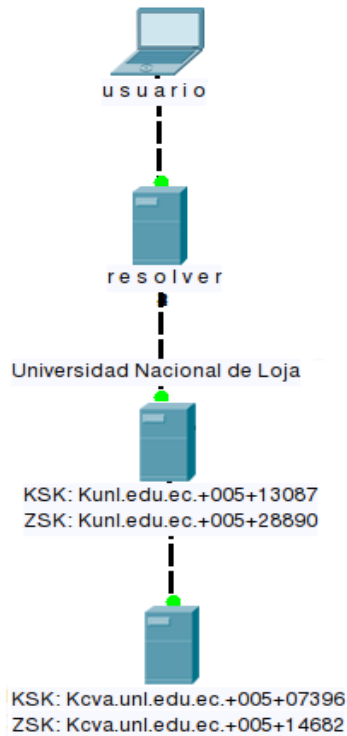 usuario
resolver
Universidad Nacional de Loja
KSK: Kunl.edu.ec.+005+13087
ZSK: Kunl.edu.ec.+005+28890
KSK: Kcva.unl.edu.ec.+005+07396
ZSK: Kcva.unl.edu.ec.+005+14682